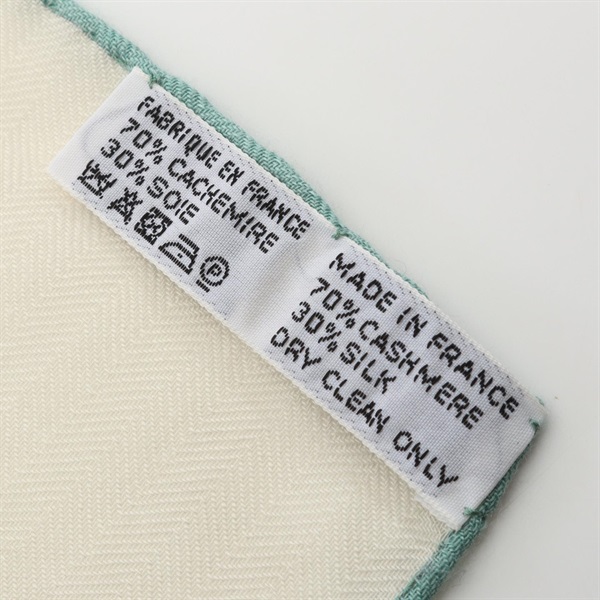 FABRIQUE EN FRANCE
70% CACHEMIRE
30% SOIE
P
MADE IN FRANCE
70% CASHMERE
30% SILK
DRY CLEAN ONLY